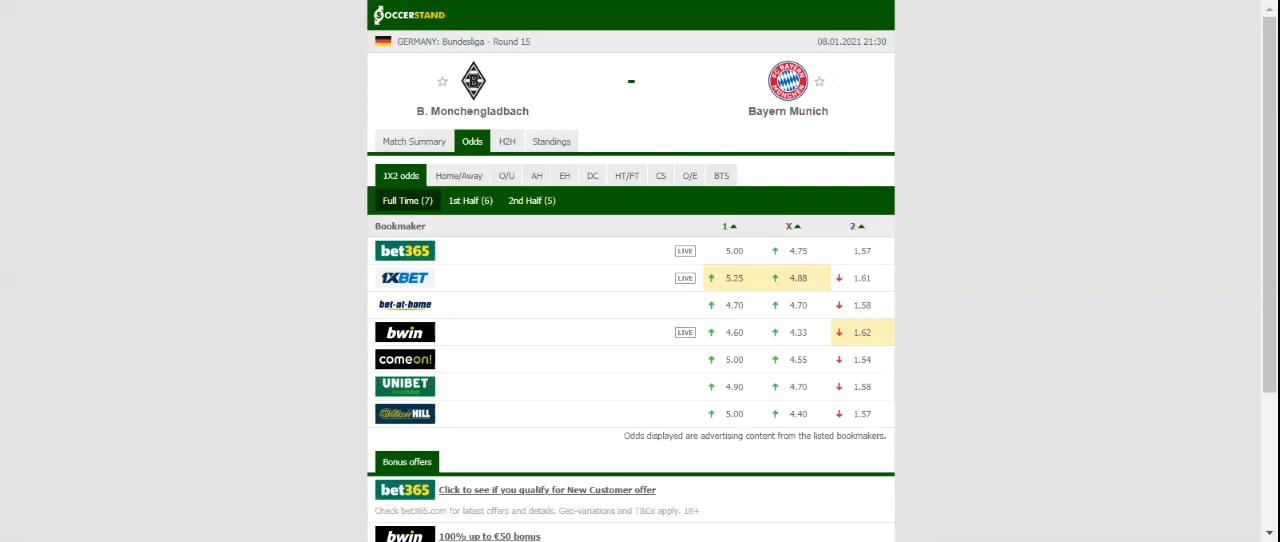 SOCCERSTAND
GERMANY: Bundesliga - Round 15 08.01.2021 21:30
B. Monchengladbach - Bayern Munich
Match Summary Odds H2H Standings
1X2 odds Home/Away O/U AH EH DC HT/FT CS O/E BTS
Full Time (7) 1st Half (6) 2nd Half (5)
Bookmaker 1 X 2
bet365 LIVE 5.00 4.75 1.57
1XBET LIVE 5.25 4.88 1.61
bet-at-home 4.70 4.70 1.58
bwin LIVE 4.60 4.33 1.62
comeon! 5.00 4.55 1.54
UNIBET 4.90 4.70 1.58
William HILL 5.00 4.40 1.57
Odds displayed are advertising content from the listed bookmakers.
Bonus offers
bet365 Click to see if you qualify for New Customer offer
Check bet365.com for latest offers and details. Geo-variations and T&Cs apply. 18+
bwin 100% up to €50 bonus